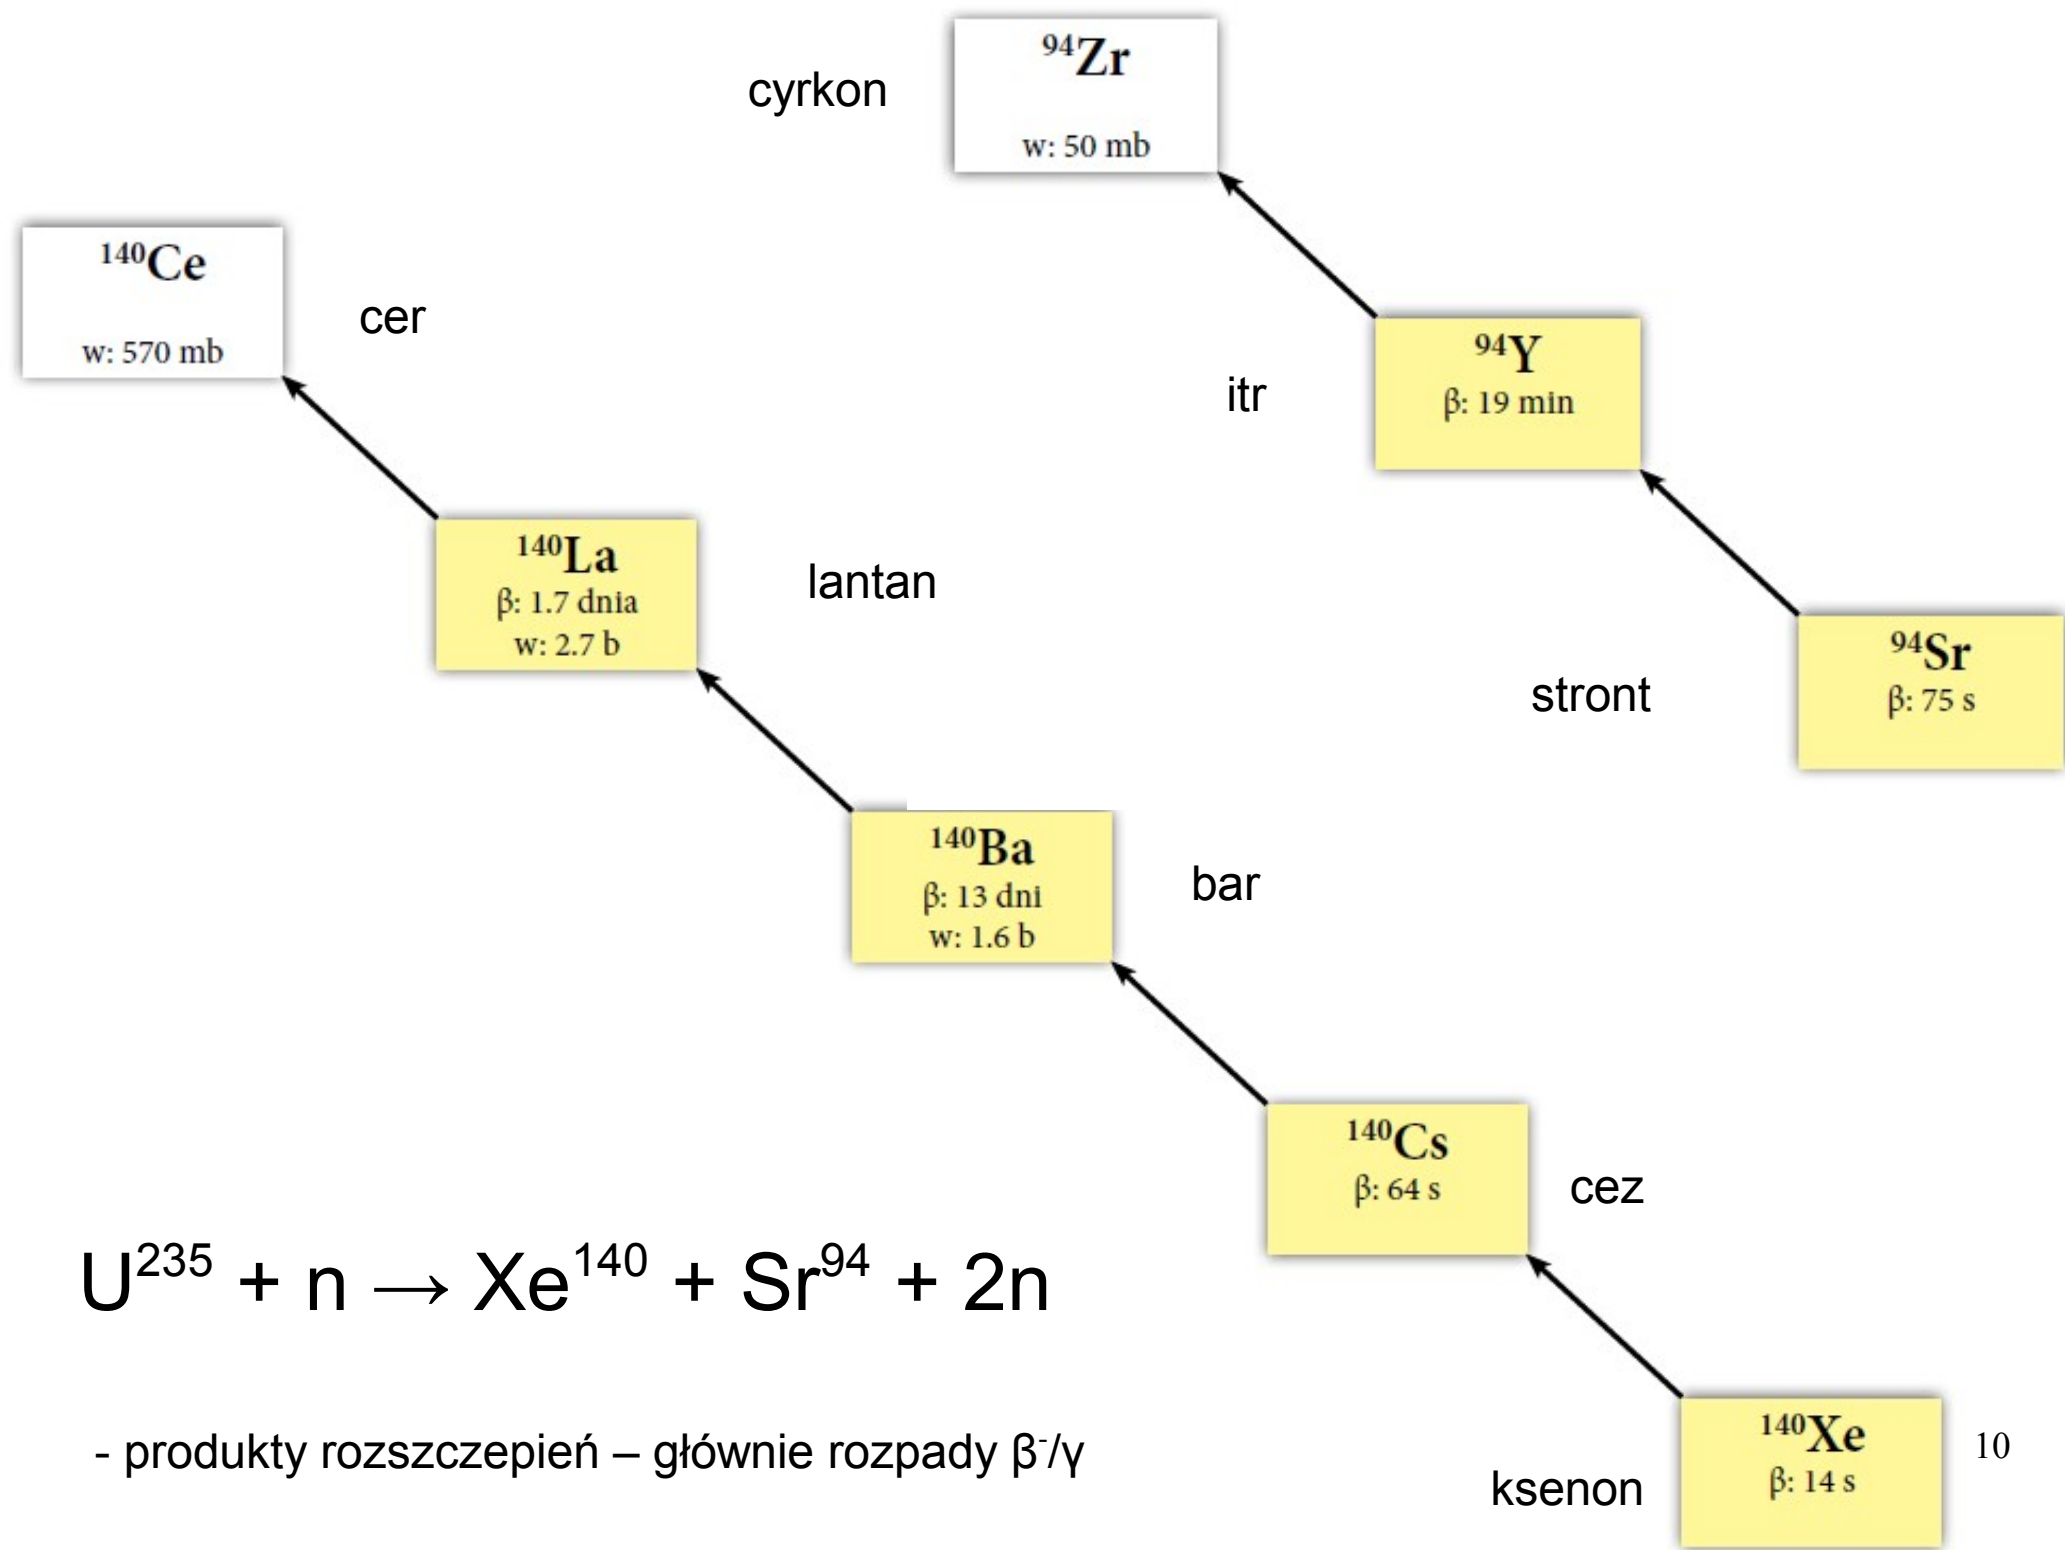 ⁹⁴Zr
cyrkon
w: 50 mb
¹⁴⁰Ce
cer
w: 570 mb
⁹⁴Y
itr
β: 19 min
¹⁴⁰La
lantan
β: 1.7 dnia
w: 2.7 b
⁹⁴Sr
stront
β: 75 s
¹⁴⁰Ba
bar
β: 13 dni
w: 1.6 b
¹⁴⁰Cs
β: 64 s
cez
U²³⁵ + n → Xe¹⁴⁰ + Sr⁹⁴ + 2n
- produkty rozszczepień – głównie rozpady β⁻/γ
¹⁴⁰Xe
β: 14 s
ksenon
10